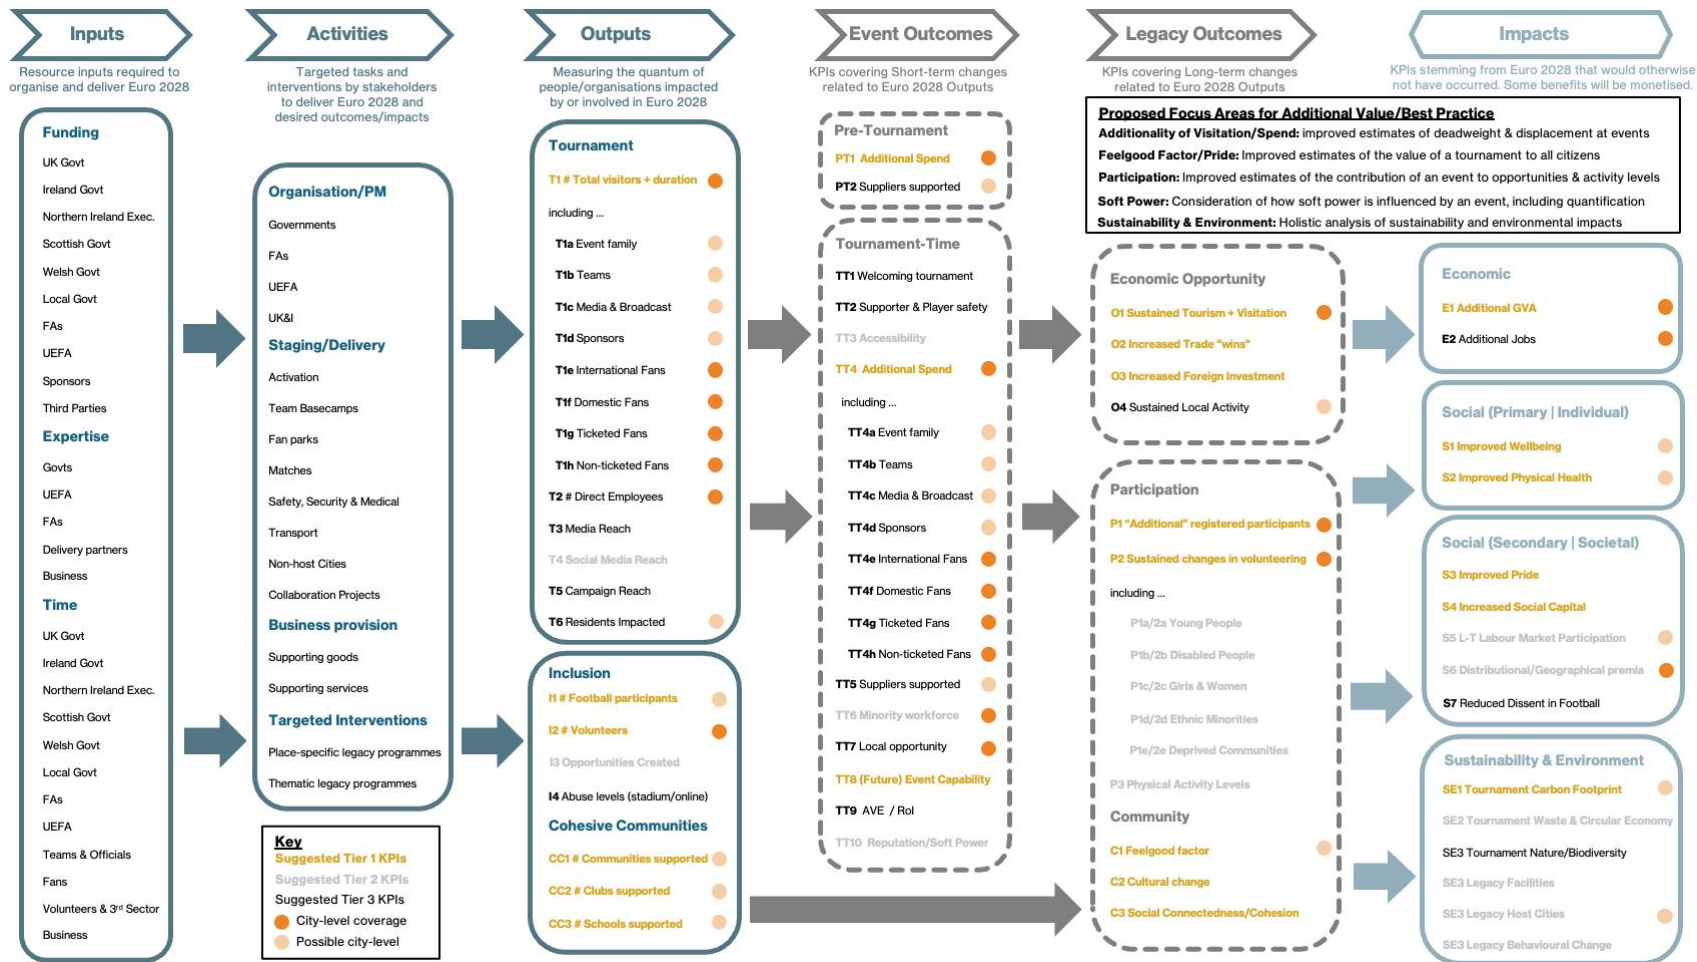 Inputs
Resource inputs required to
organise and deliver Euro 2028
Funding
UK Govt
Ireland Govt
Northern Ireland Exec.
Scottish Govt
Welsh Govt
Local Govt
FAs
UEFA
Sponsors
Third Parties
Expertise
Govts
UEFA
FAs
Delivery partners
Business
Time
UK Govt
Ireland Govt
Northern Ireland Exec.
Scottish Govt
Welsh Govt
Local Govt
FAs
UEFA
Teams & Officials
Fans
Volunteers & 3rd Sector
Business
Activities
Targeted tasks and
interventions by stakeholders
to deliver Euro 2028 and
desired outcomes/impacts
Organisation/PM
Governments
FAs
UEFA
UK&I
Staging/Delivery
Activation
Team Basecamps
Fan parks
Matches
Safety, Security & Medical
Transport
Non-host Cities
Collaboration Projects
Business provision
Supporting goods
Supporting services
Targeted Interventions
Place-specific legacy programmes
Thematic legacy programmes
Key
Suggested Tier 1 KPIs
Suggested Tier 2 KPIs
Suggested Tier 3 KPIs
City-level coverage
Possible city-level
Outputs
Measuring the quantum of
people/organisations impacted
by or involved in Euro 2028
Tournament
T1 # Total visitors + duration
including ...
T1a Event family
T1b Teams
T1c Media & Broadcast
T1d Sponsors
T1e International Fans
T1f Domestic Fans
T1g Ticketed Fans
T1h Non-ticketed Fans
T2 # Direct Employees
T3 Media Reach
T4 Social Media Reach
T5 Campaign Reach
T6 Residents Impacted
Inclusion
I1 # Football participants
I2 # Volunteers
I3 Opportunities Created
I4 Abuse levels (stadium/online)
Cohesive Communities
CC1 # Communities supported
CC2 # Clubs supported
CC3 # Schools supported
Event Outcomes
KPIs covering Short-term changes
related to Euro 2028 Outputs
Pre-Tournament
PT1 Additional Spend
PT2 Suppliers supported
Tournament-Time
TT1 Welcoming tournament
TT2 Supporter & Player safety
TT3 Accessibility
TT4 Additional Spend
including ...
TT4a Event family
TT4b Teams
TT4c Media & Broadcast
TT4d Sponsors
TT4e International Fans
TT4f Domestic Fans
TT4g Ticketed Fans
TT4h Non-ticketed Fans
TT5 Suppliers supported
TT6 Minority workforce
TT7 Local opportunity
TT8 (Future) Event Capability
TT9 AVE / RoI
TT10 Reputation/Soft Power
Legacy Outcomes
KPIs covering Long-term changes
related to Euro 2028 Outputs
Impacts
KPIs stemming from Euro 2028 that would otherwise
not have occurred. Some benefits will be monetised.
Proposed Focus Areas for Additional Value/Best Practice
Additionality of Visitation/Spend: improved estimates of deadweight & displacement at events
Feelgood Factor/Pride: Improved estimates of the value of a tournament to all citizens
Participation: Improved estimates of the contribution of an event to opportunities & activity levels
Soft Power: Consideration of how soft power is influenced by an event, including quantification
Sustainability & Environment: Holistic analysis of sustainability and environmental impacts
Economic Opportunity
O1 Sustained Tourism + Visitation
O2 Increased Trade "wins"
O3 Increased Foreign Investment
O4 Sustained Local Activity
Participation
P1 “Additional” registered participants
P2 Sustained changes in volunteering
including ...
P1a/2a Young People
P1b/2b Disabled People
P1c/2c Girls & Women
P1d/2d Ethnic Minorities
P1e/2e Deprived Communities
P3 Physical Activity Levels
Community
C1 Feelgood factor
C2 Cultural change
C3 Social Connectedness/Cohesion
Economic
E1 Additional GVA
E2 Additional Jobs
Social (Primary | Individual)
S1 Improved Wellbeing
S2 Improved Physical Health
Social (Secondary | Societal)
S3 Improved Pride
S4 Increased Social Capital
S5 L-T Labour Market Participation
S6 Distributional/Geographical premia
S7 Reduced Dissent in Football
Sustainability & Environment
SE1 Tournament Carbon Footprint
SE2 Tournament Waste & Circular Economy
SE3 Tournament Nature/Biodiversity
SE3 Legacy Facilities
SE3 Legacy Host Cities
SE3 Legacy Behavioural Change